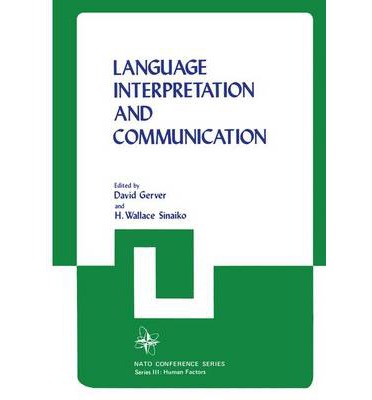 LANGUAGE
INTERPRETATION
AND
COMMUNICATION
Edited by
David Gerver
and
H. Wallace Sinaiko
NATO CONFERENCE SERIES
Series III: Human Factors